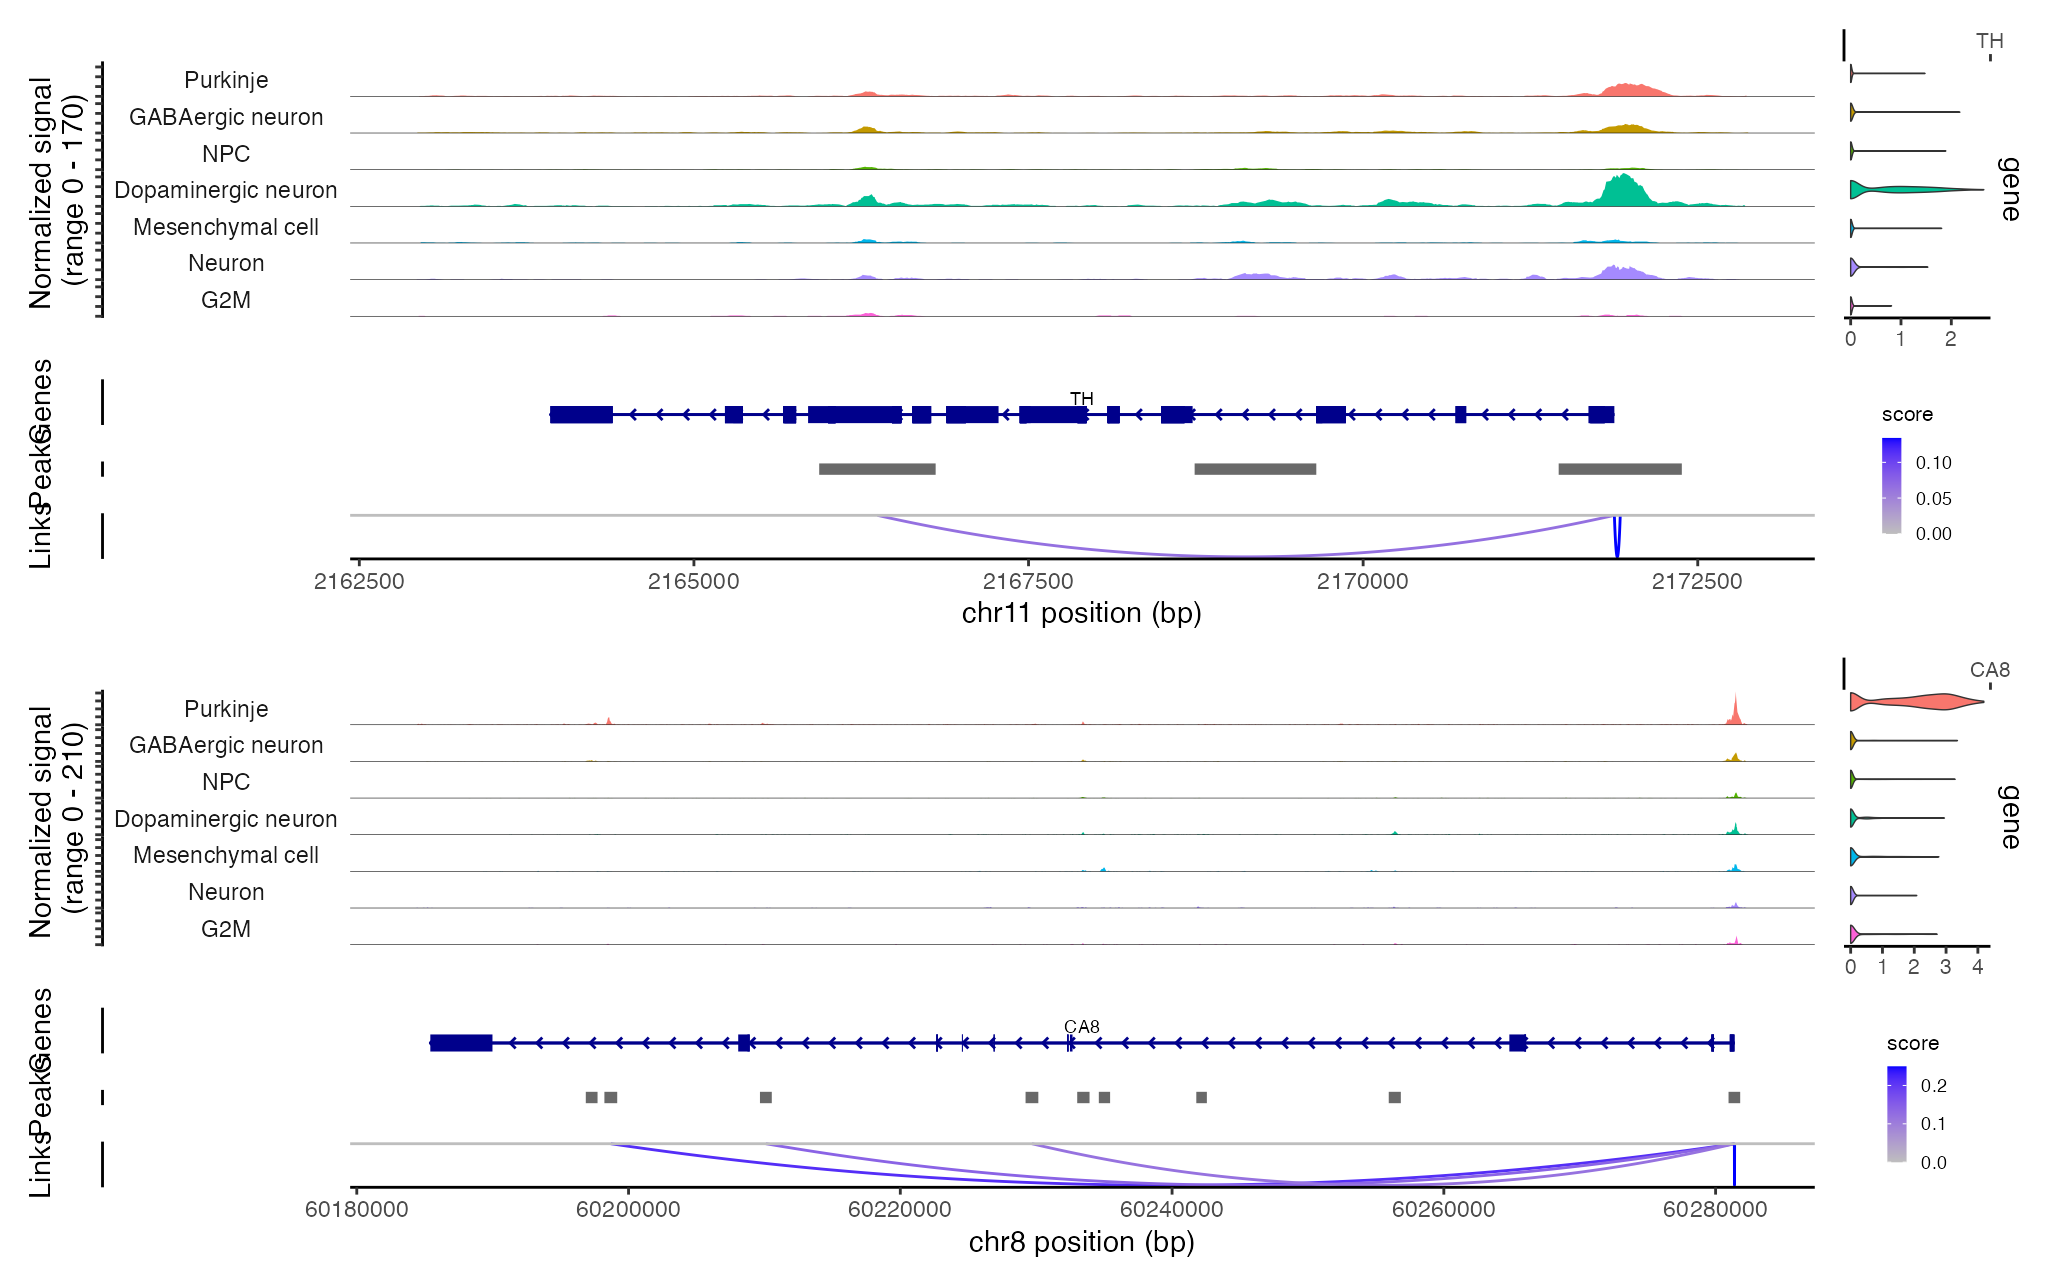 TH
Normalized signal
(range 0 - 170)
Purkinje
GABAergic neuron
NPC
Dopaminergic neuron
Mesenchymal cell
Neuron
G2M
gene
0 1 2
Genes
TH
Peaks
Links
score
0.10
0.05
0.00
2162500 2165000 2167500 2170000 2172500
chr11 position (bp)
CA8
Normalized signal
(range 0 - 210)
Purkinje
GABAergic neuron
NPC
Dopaminergic neuron
Mesenchymal cell
Neuron
G2M
gene
0 1 2 3 4
Genes
CA8
Peaks
Links
score
0.2
0.1
0.0
60180000 60200000 60220000 60240000 60260000 60280000
chr8 position (bp)